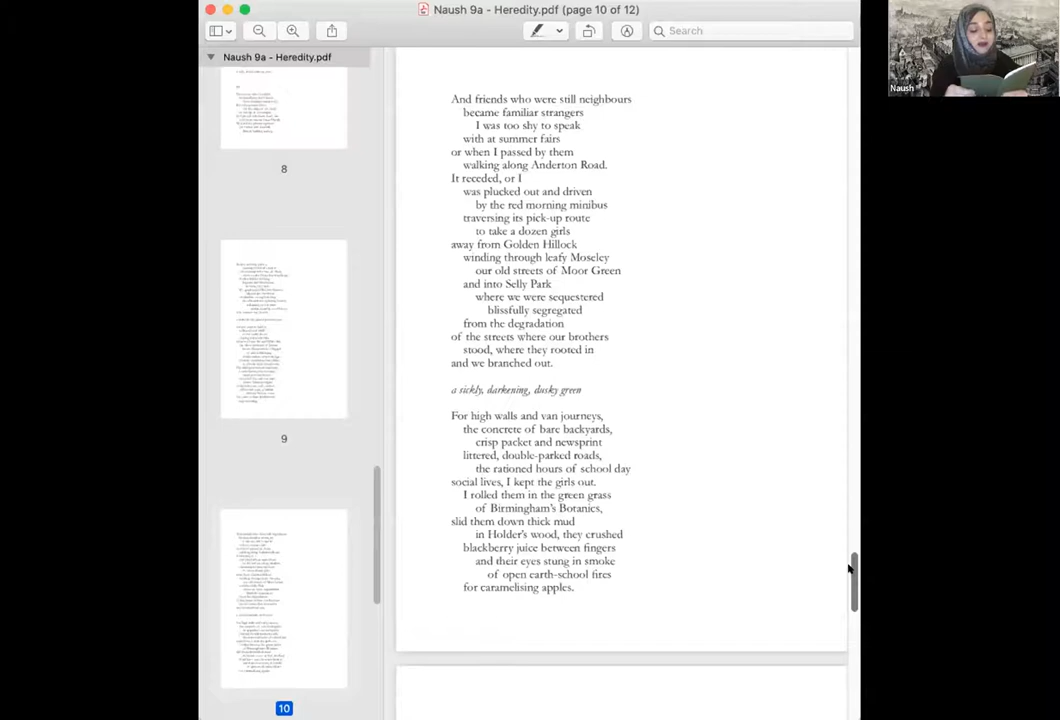 Naush 9a - Heredity.pdf (page 10 of 12)
Search
Naush 9a - Heredity.pdf
8
9
10
And friends who were still neighbours
became familiar strangers
I was too shy to speak
with at summer fairs
or when I passed by them
walking along Anderton Road.
It receded, or I
was plucked out and driven
by the red morning minibus
traversing its pick-up route
to take a dozen girls
away from Golden Hillock
winding through leafy Moseley
our old streets of Moor Green
and into Selly Park
where we were sequestered
blissfully segregated
from the degradation
of the streets where our brothers
stood, where they rooted in
and we branched out.
a sickly, darkening, dusky green
For high walls and van journeys,
the concrete of bare backyards,
crisp packet and newsprint
littered, double-parked roads,
the rationed hours of school day
social lives, I kept the girls out.
I rolled them in the green grass
of Birmingham's Botanics,
slid them down thick mud
in Holder's wood, they crushed
blackberry juice between fingers
and their eyes stung in smoke
of open earth-school fires
for caramelising apples.
Naush